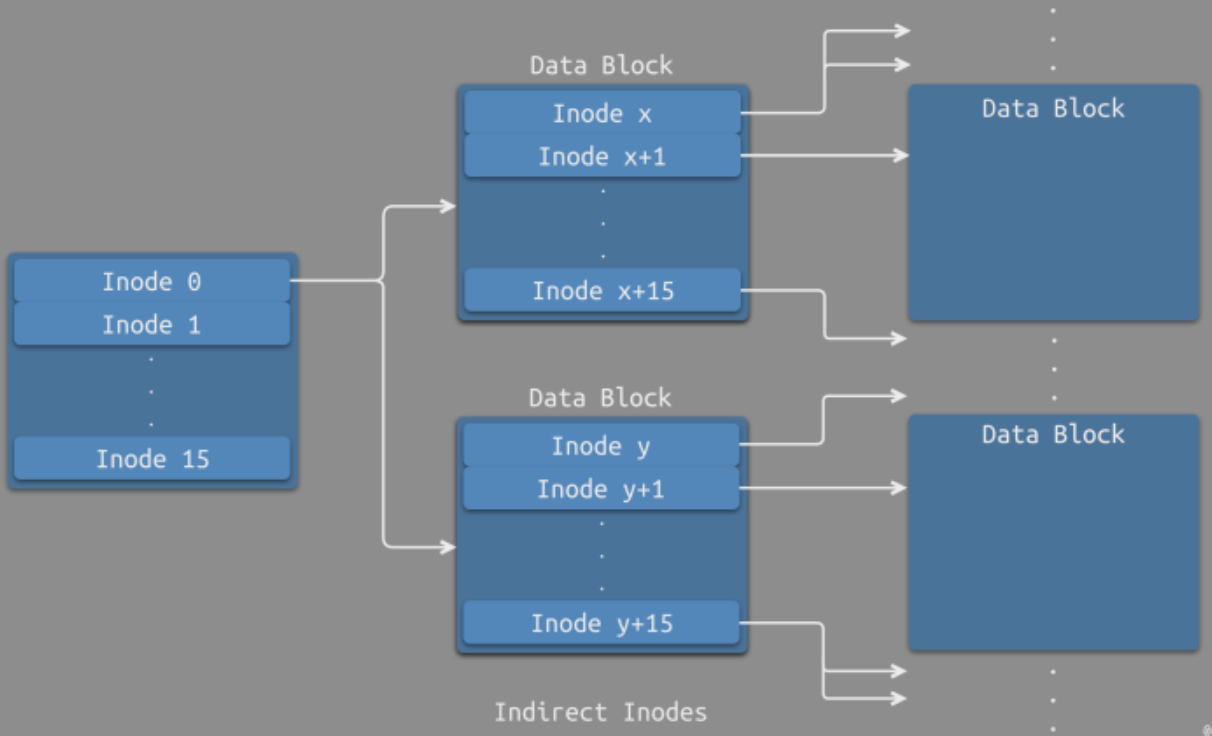 Inode 0
Inode 1
Inode 15
Data Block
Inode x
Inode x+1
Inode x+15
Data Block
Inode y
Inode y+1
Inode y+15
Data Block
Data Block
Indirect Inodes